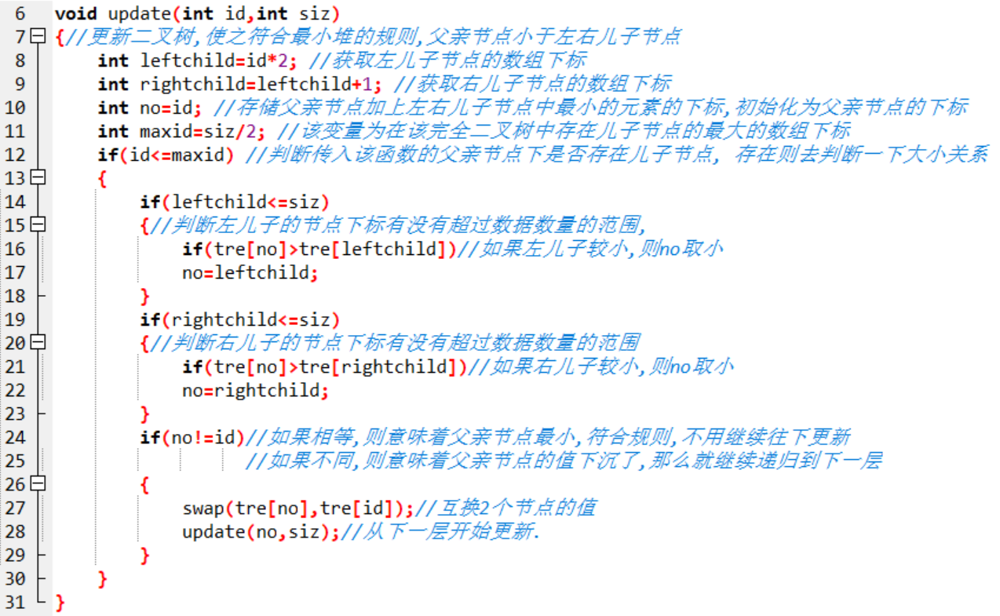 6 void update(int id,int siz)
7 {//更新二叉树,使之符合最小堆的规则,父亲节点小于左右儿子节点
8 int leftchild=id*2; //获取左儿子节点的数组下标
9 int rightchild=leftchild+1; //获取右儿子节点的数组下标
10 int no=id; //存储父亲节点加上左右儿子节点中最小的元素的下标,初始化为父亲节点的下标
11 int maxid=siz/2; //该变量为在该完全二叉树中存在儿子节点的最大的数组下标
12 if(id<=maxid) //判断传入该函数的父亲节点下是否存在儿子节点, 存在则去判断一下大小关系
13 {
14 if(leftchild<=siz)
15 {//判断左儿子的节点下标有没有超过数据数量的范围,
16 if(tre[no]>tre[leftchild])//如果左儿子较小,则no取小
17 no=leftchild;
18 }
19 if(rightchild<=siz)
20 {//判断右儿子的节点下标有没有超过数据数量的范围
21 if(tre[no]>tre[rightchild])//如果右儿子较小,则no取小
22 no=rightchild;
23 }
24 if(no!=id)//如果相等,则意味着父亲节点最小,符合规则,不用继续往下更新
25 //如果不同,则意味着父亲节点的值下沉了,那么就继续递归到下一层
26 {
27 swap(tre[no],tre[id]);//互换2个节点的值
28 update(no,siz);//从下一层开始更新.
29 }
30 }
31 }